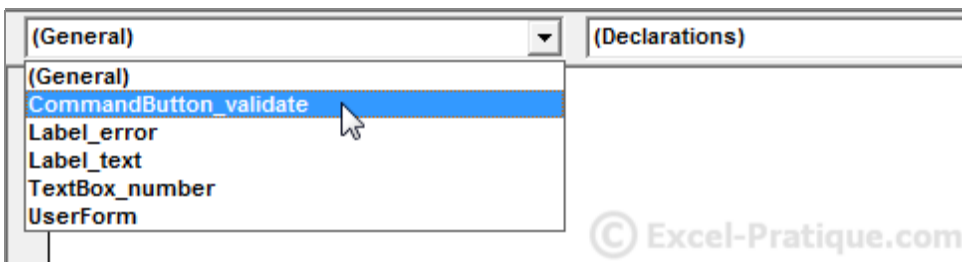 (General) (Declarations)
(General)
CommandButton_validate
Label_error
Label_text
TextBox_number
UserForm
© Excel-Pratique.com